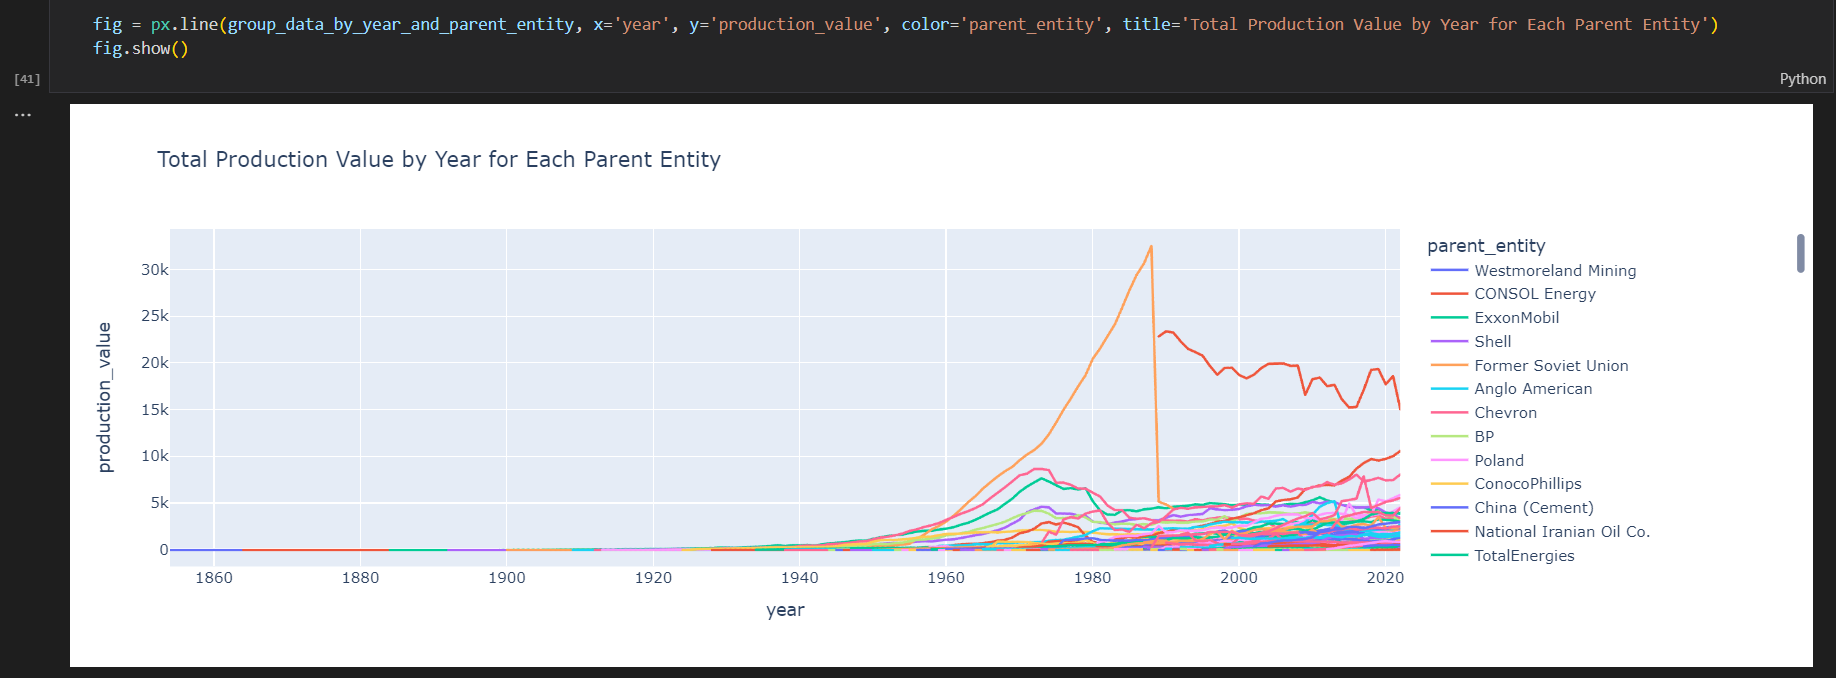 fig = px.line(group_data_by_year_and_parent_entity, x='year', y='production_value', color='parent_entity', title='Total Production Value by Year for Each Parent Entity')
fig.show()
[41]
Python
...
Total Production Value by Year for Each Parent Entity
production_value
30k
25k
20k
15k
10k
5k
0
1860 1880 1900 1920 1940 1960 1980 2000 2020
year
parent_entity
Westmoreland Mining
CONSOL Energy
ExxonMobil
Shell
Former Soviet Union
Anglo American
Chevron
BP
Poland
ConocoPhillips
China (Cement)
National Iranian Oil Co.
TotalEnergies